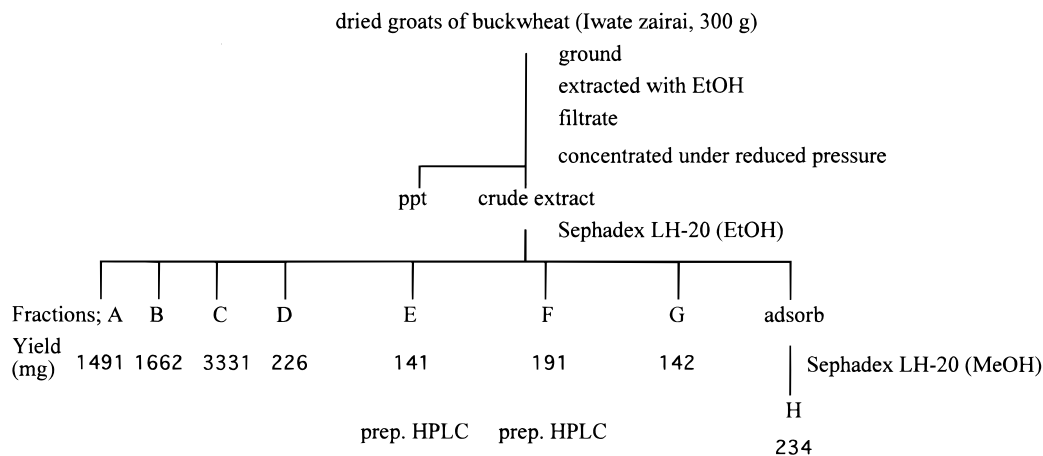 dried groats of buckwheat (Iwate zairai, 300 g)
ground
extracted with EtOH
filtrate
concentrated under reduced pressure
ppt crude extract
Sephadex LH-20 (EtOH)
Fractions; A B C D E F G adsorb
Yield
(mg) 1491 1662 3331 226 141 191 142 Sephadex LH-20 (MeOH)
H
prep. HPLC prep. HPLC
234